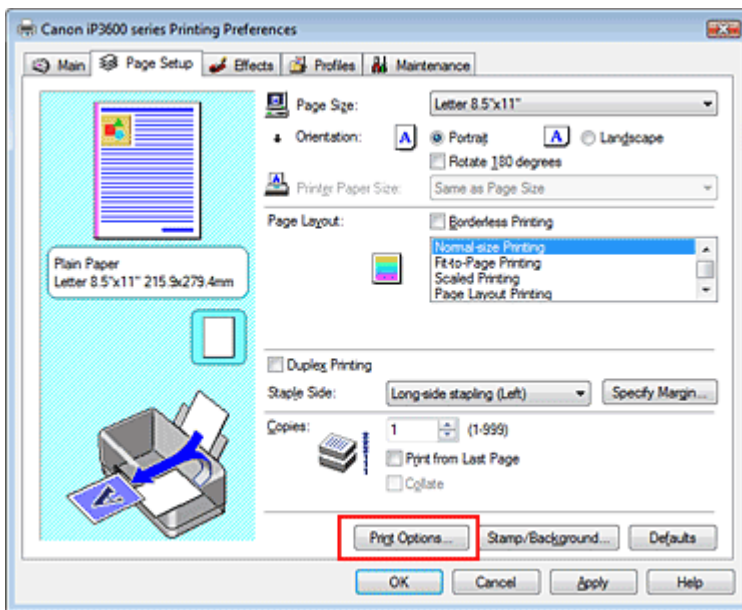 Canon iP3600 series Printing Preferences
Main Page Setup Effects Profiles Maintenance
Page Size: Letter 8.5"x11"
Orientation: A Portrait A Landscape
Rotate 180 degrees
Printer Paper Size: Same as Page Size
Page Layout: Borderless Printing
Normal-size Printing
Fit-to-Page Printing
Scaled Printing
Page Layout Printing
Plain Paper
Letter 8.5"x11" 215.9x279.4mm
Duplex Printing
Staple Side: Long-side stapling (Left) Specify Margin...
Copies: 1 (1-999)
Print from Last Page
Collate
A
Print Options... Stamp/Background... Defaults
OK Cancel Apply Help